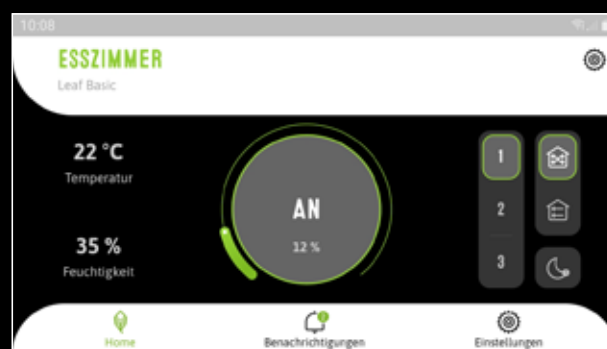 10:08
ESSZIMMER
Leaf Basic
22 °C
Temperatur
35 %
Feuchtigkeit
AN
12 %
1
2
3
Home
Benachrichtigungen
Einstellungen